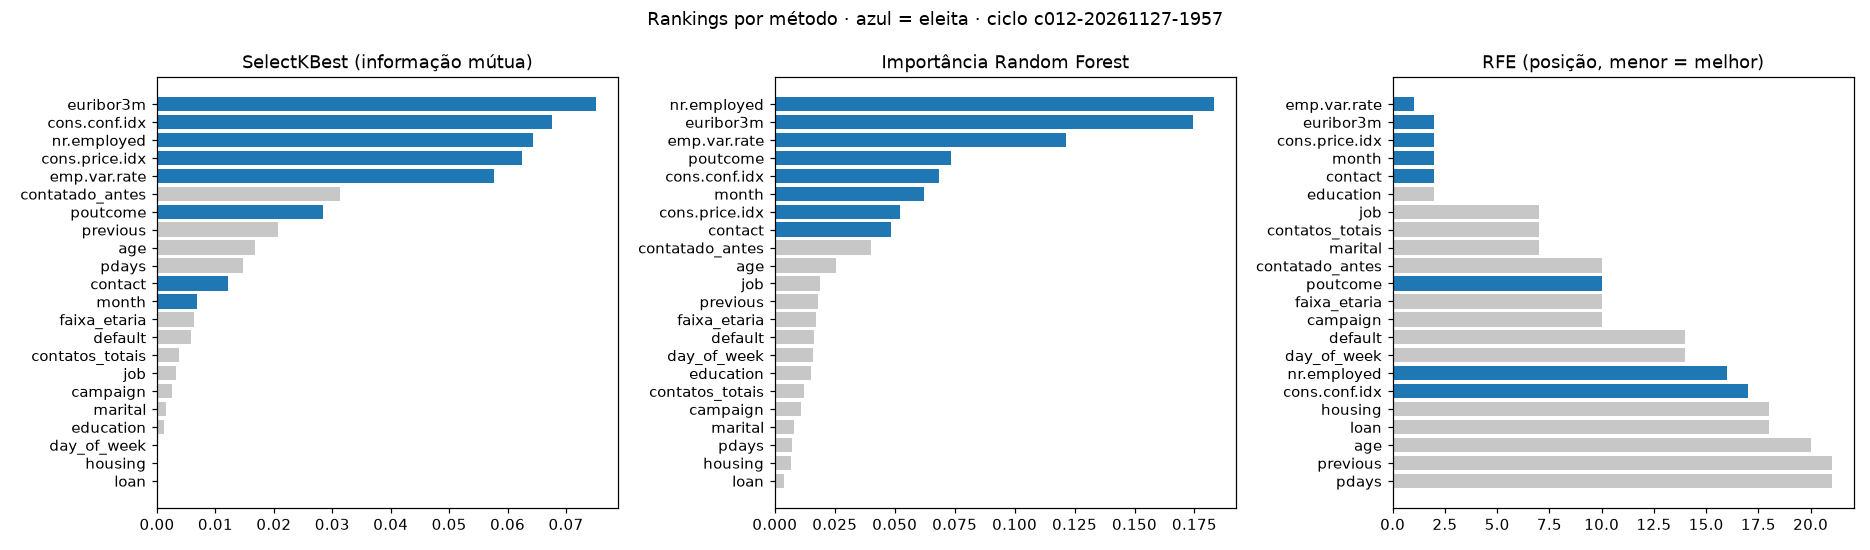 Rankings por método · azul = eleita · ciclo c012-20261127-1957
SelectKBest (informação mútua)
euribor3m
cons.conf.idx
nr.employed
cons.price.idx
emp.var.rate
contatado_antes
poutcome
previous
age
pdays
contact
month
faixa_etaria
default
contatos_totais
job
campaign
marital
education
day_of_week
housing
loan
0.00 0.01 0.02 0.03 0.04 0.05 0.06 0.07
Importância Random Forest
nr.employed
euribor3m
emp.var.rate
poutcome
cons.conf.idx
month
cons.price.idx
contact
contatado_antes
age
job
previous
faixa_etaria
default
day_of_week
education
contatos_totais
campaign
marital
pdays
housing
loan
0.000 0.025 0.050 0.075 0.100 0.125 0.150 0.175
RFE (posição, menor = melhor)
emp.var.rate
euribor3m
cons.price.idx
month
contact
education
job
contatos_totais
marital
contatado_antes
poutcome
faixa_etaria
campaign
default
day_of_week
nr.employed
cons.conf.idx
housing
loan
age
previous
pdays
0.0 2.5 5.0 7.5 10.0 12.5 15.0 17.5 20.0